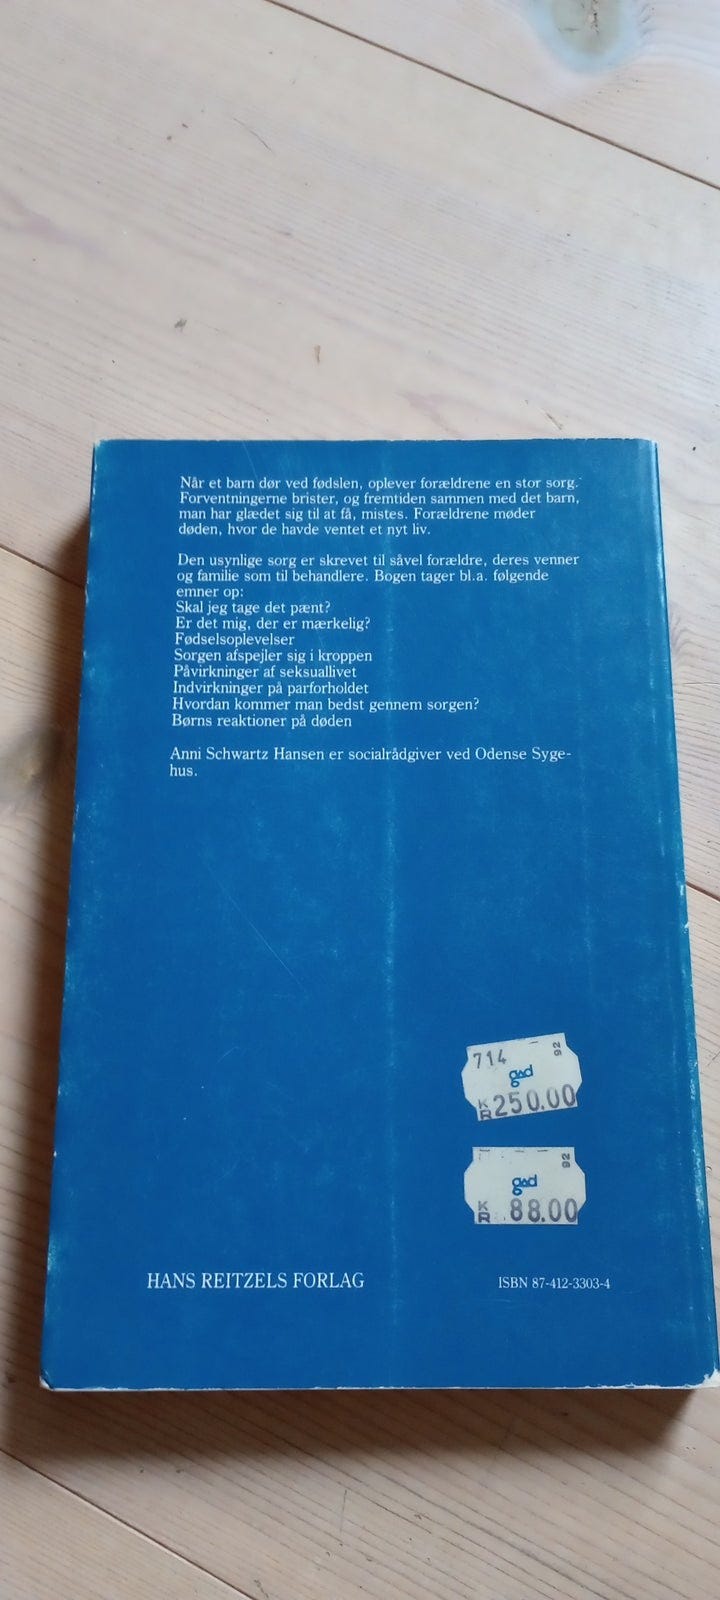 Når et barn dør ved fødslen, oplever forældrene en stor sorg.
Forventningerne brister, og fremtiden sammen med det barn,
man har glædet sig til at få, mistes. Forældrene møder
døden, hvor de havde ventet et nyt liv.
Den usynlige sorg er skrevet til såvel forældre, deres venner
og familie som til behandlere. Bogen tager bl.a. følgende
emner op:
Skal jeg tage det pænt?
Er det mig, der er mærkelig?
Fødselsoplevelser
Sorgen afspejler sig i kroppen
Påvirkninger af seksuallivet
Indvirkninger på parforholdet
Hvordan kommer man bedst gennem sorgen?
Børns reaktioner på døden
Anni Schwartz Hansen er socialrådgiver ved Odense Syge-
hus.
714 92
gad
KR 250.00
92
gad
KR 88.00
HANS REITZELS FORLAG
ISBN 87-412-3303-4